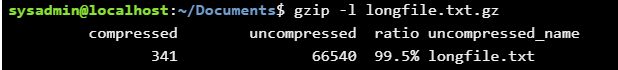 sysadmin@localhost:~/Documents$ gzip -l longfile.txt.gz
         compressed        uncompressed  ratio uncompressed_name
                341               66540  99.5% longfile.txt